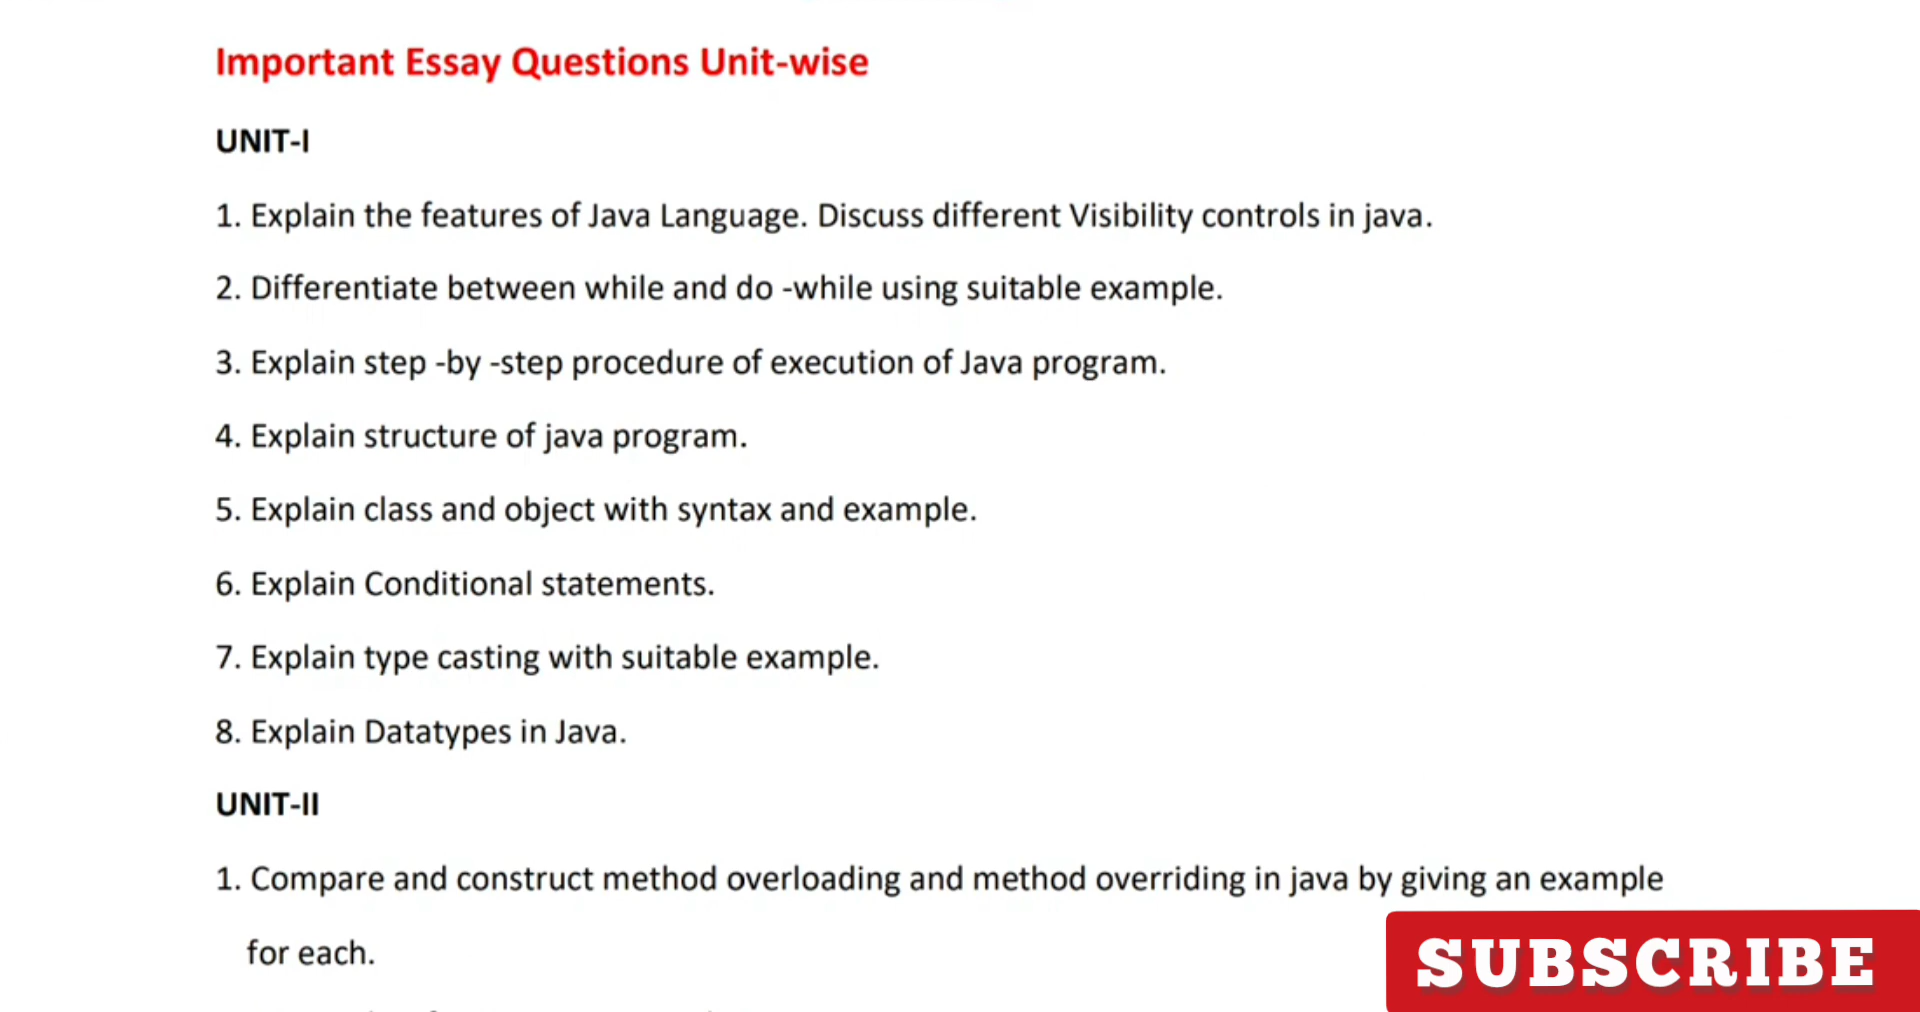 Important Essay Questions Unit-wise
UNIT-I
1. Explain the features of Java Language. Discuss different Visibility controls in java.
2. Differentiate between while and do -while using suitable example.
3. Explain step -by -step procedure of execution of Java program.
4. Explain structure of java program.
5. Explain class and object with syntax and example.
6. Explain Conditional statements.
7. Explain type casting with suitable example.
8. Explain Datatypes in Java.
UNIT-II
1. Compare and construct method overloading and method overriding in java by giving an example
for each.
SUBSCRIBE